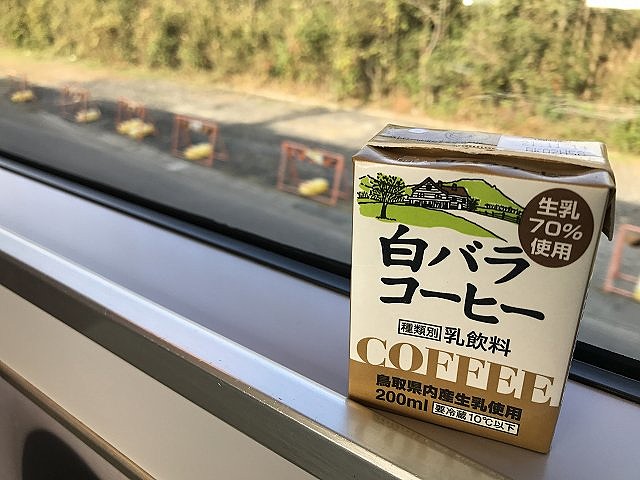 生乳
70%
使用
白バラ
コーヒー
種類別 乳飲料
COFFEE
鳥取県内産生乳使用
200ml 要冷蔵10℃以下